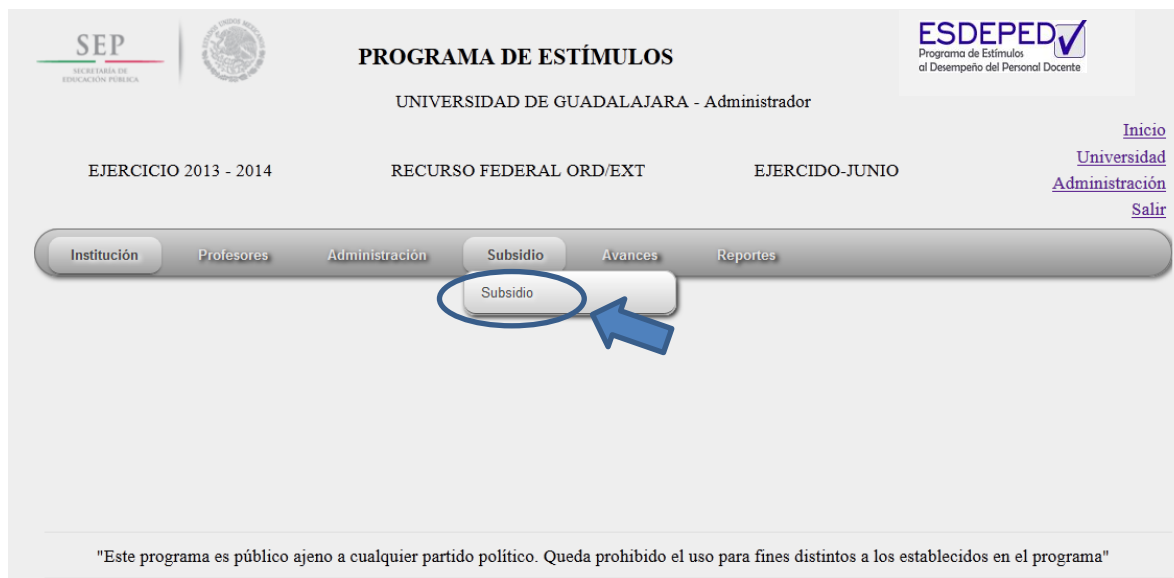 SEP
SECRETARÍA DE
EDUCACIÓN PÚBLICA
ESTADOS UNIDOS MEXICANOS
PROGRAMA DE ESTÍMULOS
ESDEPED
Programa de Estímulos
al Desempeño del Personal Docente
UNIVERSIDAD DE GUADALAJARA - Administrador
Inicio
Universidad
Administración
Salir
EJERCICIO 2013 - 2014 RECURSO FEDERAL ORD/EXT EJERCIDO-JUNIO
Institución Profesores Administración Subsidio Avances Reportes
Subsidio
"Este programa es público ajeno a cualquier partido político. Queda prohibido el uso para fines distintos a los establecidos en el programa"